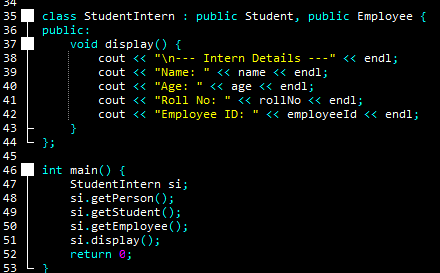 34
35 class StudentIntern : public Student, public Employee {
36 public:
37     void display() {
38         cout << "\n--- Intern Details ---" << endl;
39         cout << "Name: " << name << endl;
40         cout << "Age: " << age << endl;
41         cout << "Roll No: " << rollNo << endl;
42         cout << "Employee ID: " << employeeId << endl;
43     }
44 };
45
46 int main() {
47     StudentIntern si;
48     si.getPerson();
49     si.getStudent();
50     si.getEmployee();
51     si.display();
52     return 0;
53 }